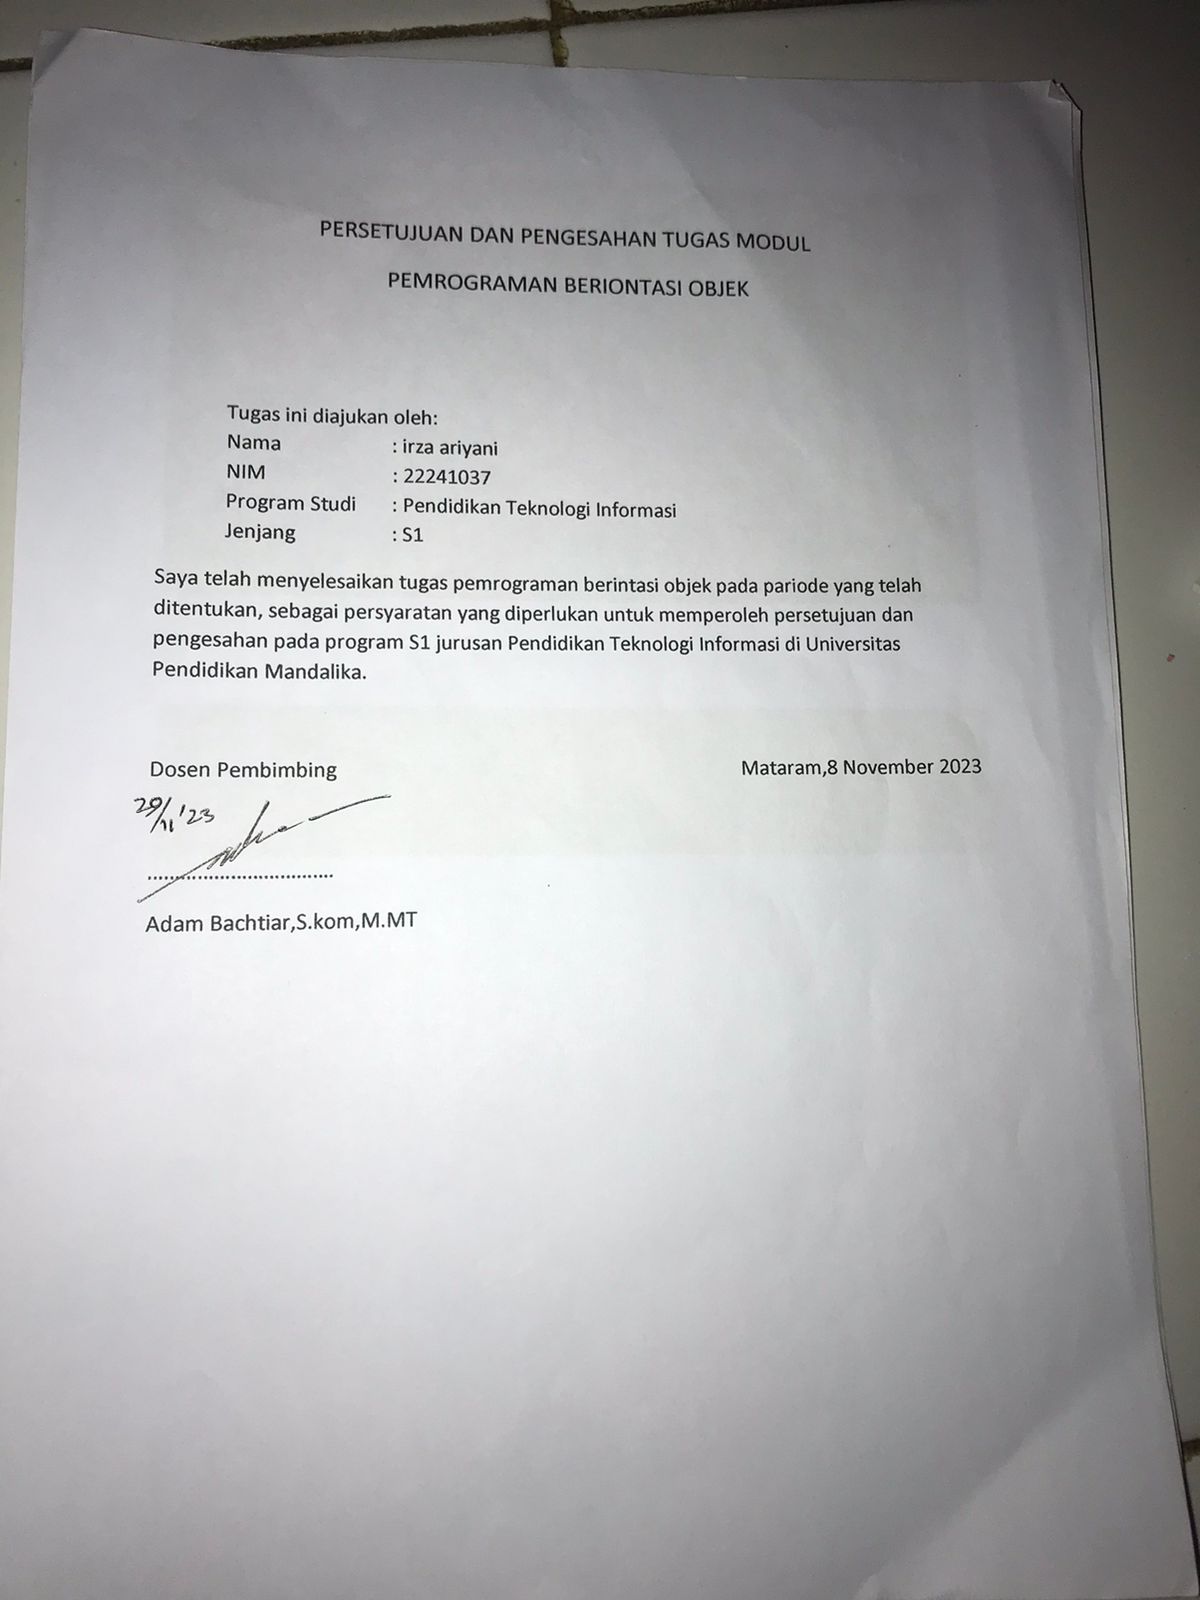 PERSETUJUAN DAN PENGESAHAN TUGAS MODUL
PEMROGRAMAN BERIONTASI OBJEK
Tugas ini diajukan oleh:
Nama : irza ariyani
NIM : 22241037
Program Studi : Pendidikan Teknologi Informasi
Jenjang : S1
Saya telah menyelesaikan tugas pemrograman berintasi objek pada pariode yang telah
ditentukan, sebagai persyaratan yang diperlukan untuk memperoleh persetujuan dan
pengesahan pada program S1 jurusan Pendidikan Teknologi Informasi di Universitas
Pendidikan Mandalika.
Dosen Pembimbing Mataram,8 November 2023
29/11 '23
..................................
Adam Bachtiar,S.kom,M.MT